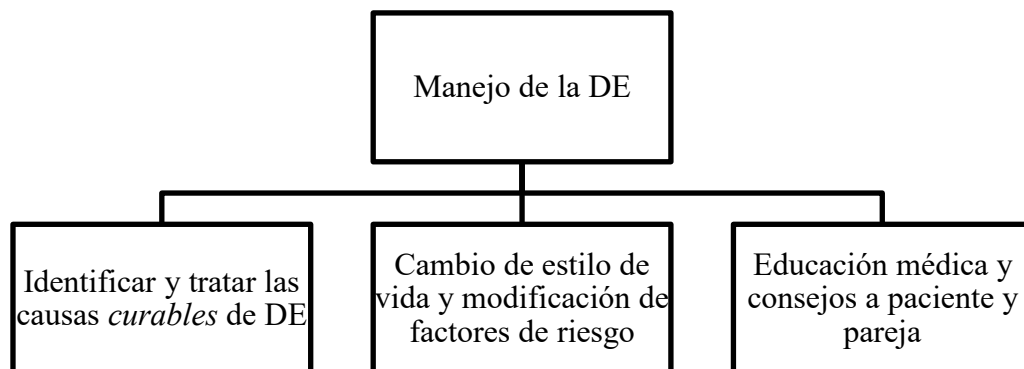 Manejo de la DE
Identificar y tratar las
causas curables de DE
Cambio de estilo de
vida y modificación de
factores de riesgo
Educación médica y
consejos a paciente y
pareja